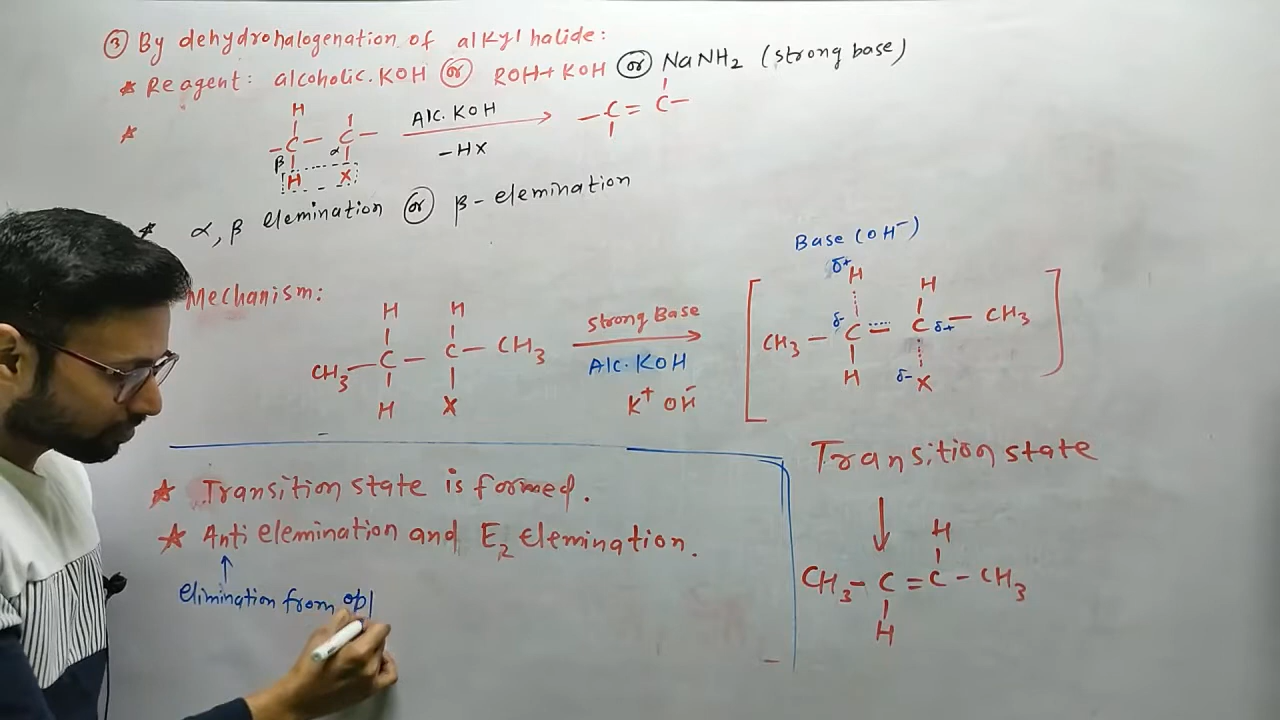 ③ By dehydrohalogenation of alkyl halide:
* Reagent: alcoholic.KOH or ROH+KOH or NaNH2 (strong base)
*
H
-C-C- Alc.KOH → -C=C-
β α -HX
H X
* α, β elemination or β-elemination
Base (OH⁻)
Mechanism:
H H strong Base δ+ H H
CH3-C-C-CH3 → CH3-C=C-CH3
δ- δ+
H X Alc.KOH H δ- X
K+ OH⁻
Transition state
* Transition state is formed.
* Anti elemination and E2 elemination.
Elimination from op
H
CH3-C=C-CH3
H